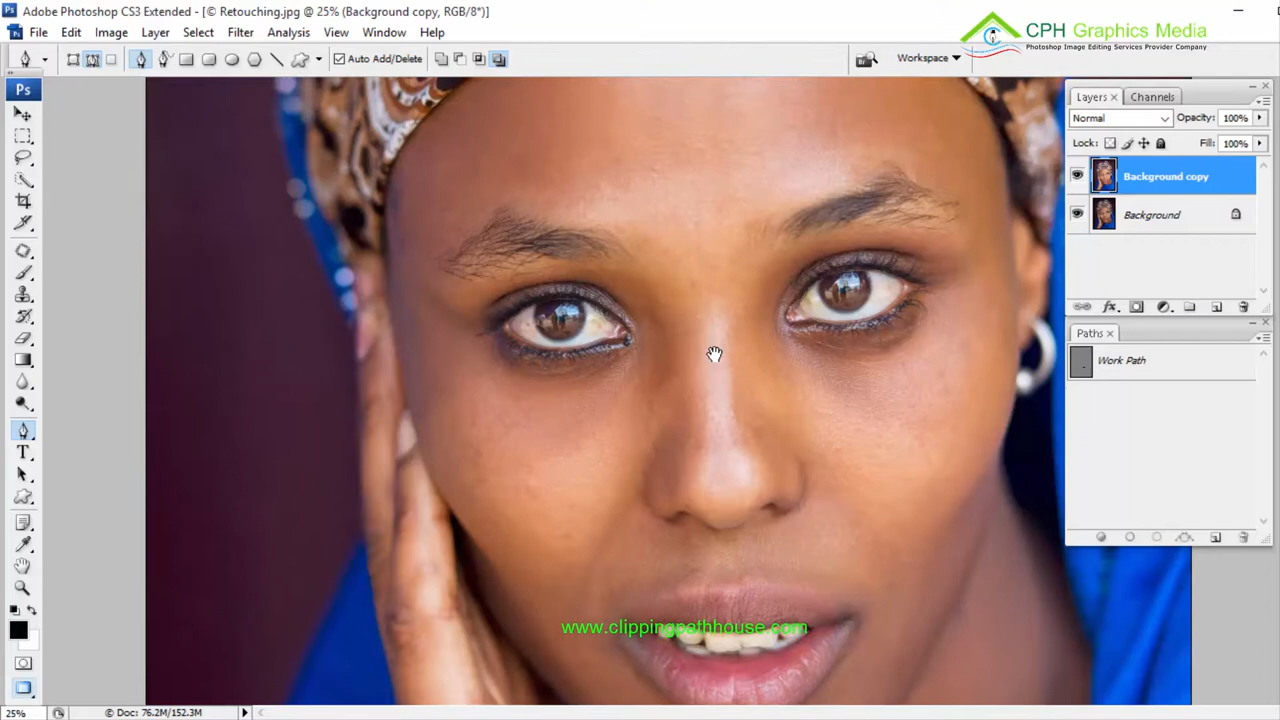 Adobe Photoshop CS3 Extended - [© Retouching.jpg @ 25% (Background copy, RGB/8*)]
File Edit Image Layer Select Filter Analysis View Window Help
CPH Graphics Media
Photoshop Image Editing Services Provider Company
Auto Add/Delete
Br
Workspace
Ps
Layers Channels
Normal Opacity: 100%
Lock: Fill: 100%
Background copy
Background
Paths
Work Path
T
www.clippingpathhouse.com
25% Doc: 76.2M/152.3M